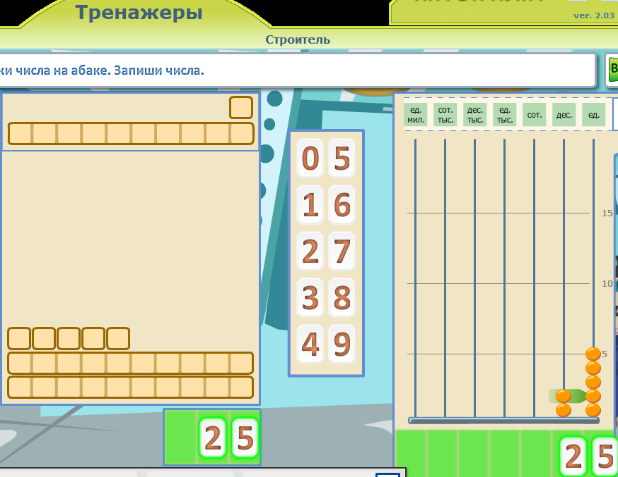 Тренажеры
ver. 2.03
Строитель
ки числа на абаке. Запиши числа.
ед. мил.
сот. тыс.
дес. тыс.
ед. тыс.
сот.
дес.
ед.
0 5
1 6
2 7
3 8
4 9
15
10
5
2 5
2 5